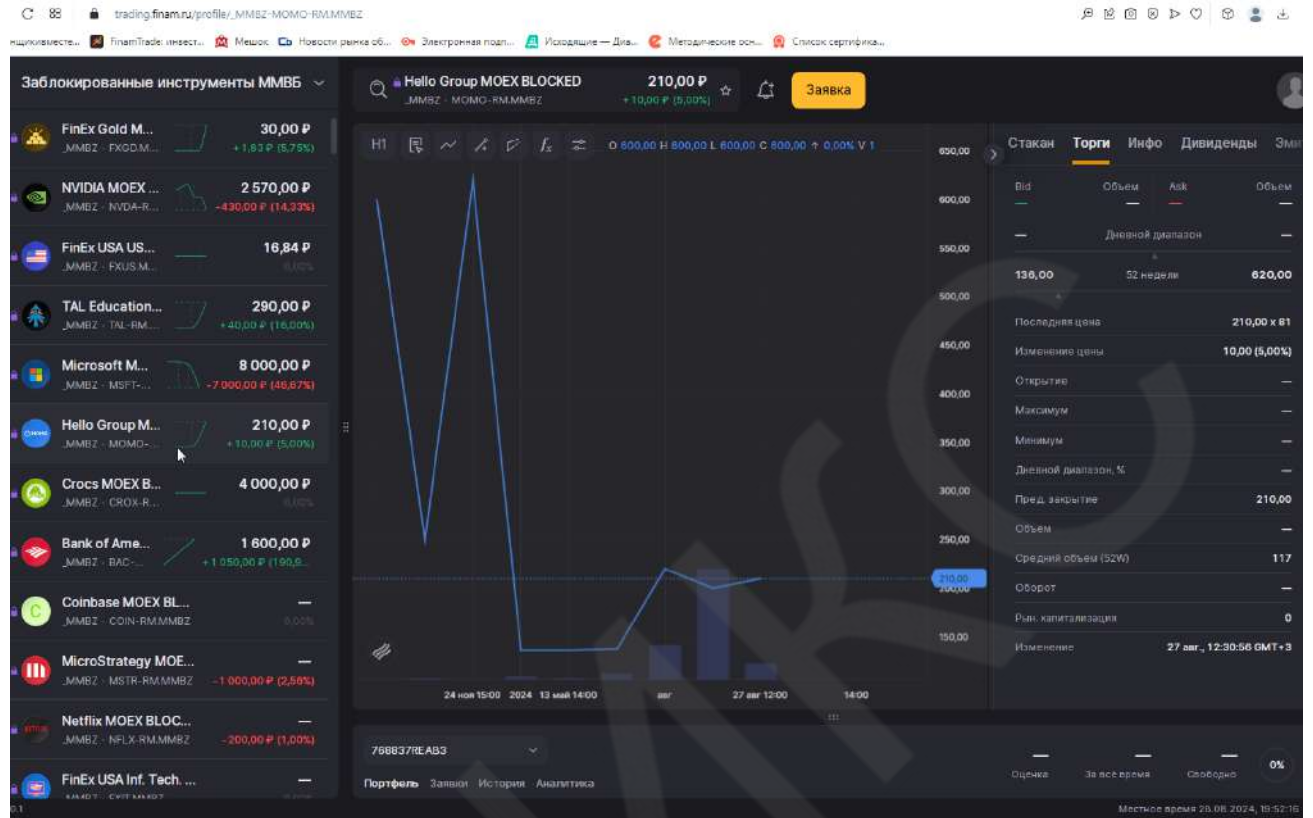 trading.finam.ru/profile/_MMBZ-MOMO-RM.MMBZ
нщикивместе... FinamTrade: инвест... Мешок Новости рынка об... Электронная подп... Исходящие — Диа... Методические осн... Список сертифика...
Заблокированные инструменты ММВБ
FinEx Gold M... 30,00 ₽
_MMBZ · FXGD.M... +1,63 ₽ (5,75%)
NVIDIA MOEX ... 2 570,00 ₽
_MMBZ · NVDA-R... -430,00 ₽ (14,33%)
FinEx USA US... 16,84 ₽
_MMBZ · FXUS.M... 0,00%
TAL Education... 290,00 ₽
_MMBZ · TAL-RM.... +40,00 ₽ (16,00%)
Microsoft M... 8 000,00 ₽
_MMBZ · MSFT-... -7 000,00 ₽ (46,67%)
Hello Group M... 210,00 ₽
_MMBZ · MOMO-... +10,00 ₽ (5,00%)
Crocs MOEX B... 4 000,00 ₽
_MMBZ · CROX-R... 0,00%
Bank of Ame... 1 600,00 ₽
_MMBZ · BAC-... +1 050,00 ₽ (190,9...
Coinbase MOEX BL... —
_MMBZ · COIN-RM.MMBZ 0,00%
MicroStrategy MOE... —
_MMBZ · MSTR-RM.MMBZ -1 000,00 ₽ (2,56%)
Netflix MOEX BLOC... —
_MMBZ · NFLX-RM.MMBZ -200,00 ₽ (1,00%)
FinEx USA Inf. Tech. ... —
0.1
Hello Group MOEX BLOCKED 210,00 ₽
_MMBZ · MOMO-RM.MMBZ +10,00 ₽ (5,00%)
Заявка
H1 O 600,00 H 600,00 L 600,00 C 600,00 ↑ 0,00% V 1
650,00
600,00
550,00
500,00
450,00
400,00
350,00
300,00
250,00
210,00
200,00
150,00
24 ноя 15:00 2024 13 май 14:00 авг 27 авг 12:00 14:00
768837REAB3
Портфель Заявки История Аналитика
Стакан Торги Инфо Дивиденды Эми
Bid Объем Ask Объем
— — — —
— Дневной диапазон —
136,00 52 недели 620,00
Последняя цена 210,00 x 81
Изменение цены 10,00 (5,00%)
Открытие —
Максимум —
Минимум —
Дневной диапазон, % —
Пред. закрытие 210,00
Объем —
Средний объем (52W) 117
Оборот —
Рын. капитализация 0
Изменение 27 авг., 12:30:56 GMT+3
— — — 0%
Оценка За все время Свободно
Местное время 28.08.2024, 19:52:16